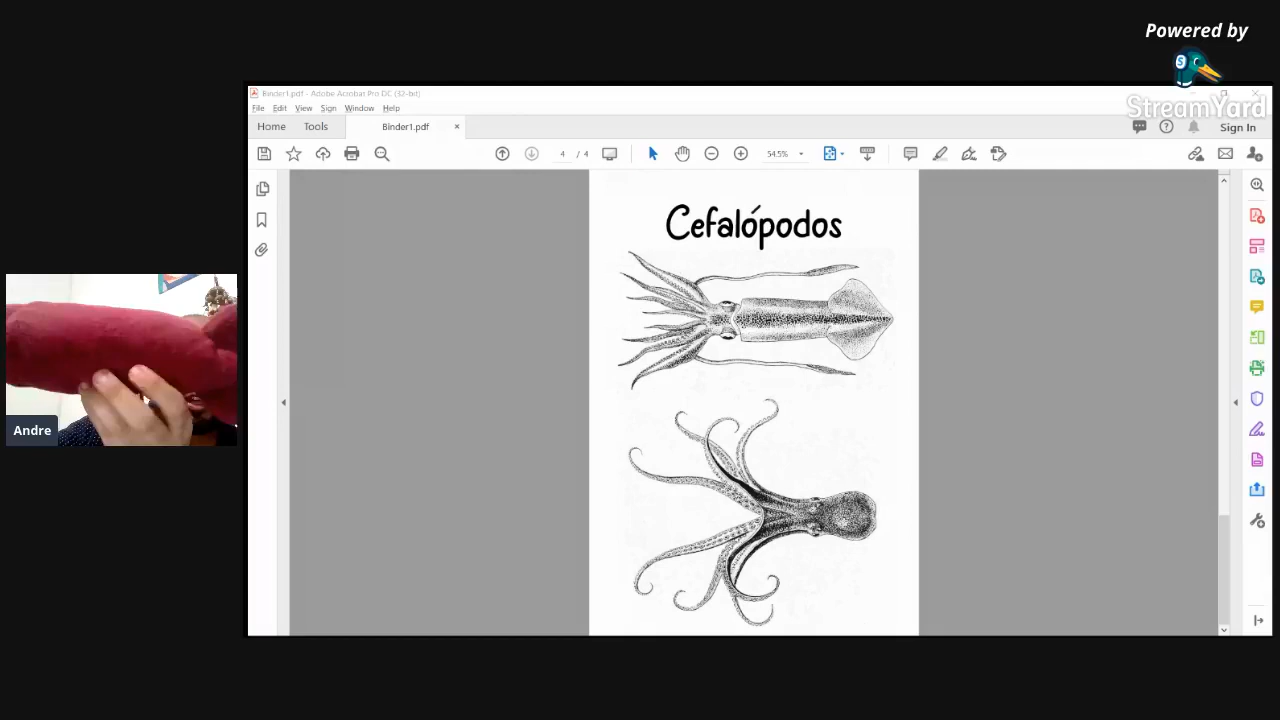 Powered by
StreamYard
Binder1.pdf - Adobe Acrobat Pro DC (32-bit)
File Edit View Sign Window Help
Home Tools Binder1.pdf × Sign In
4 / 4 54.5%
Cefalópodos
Andre